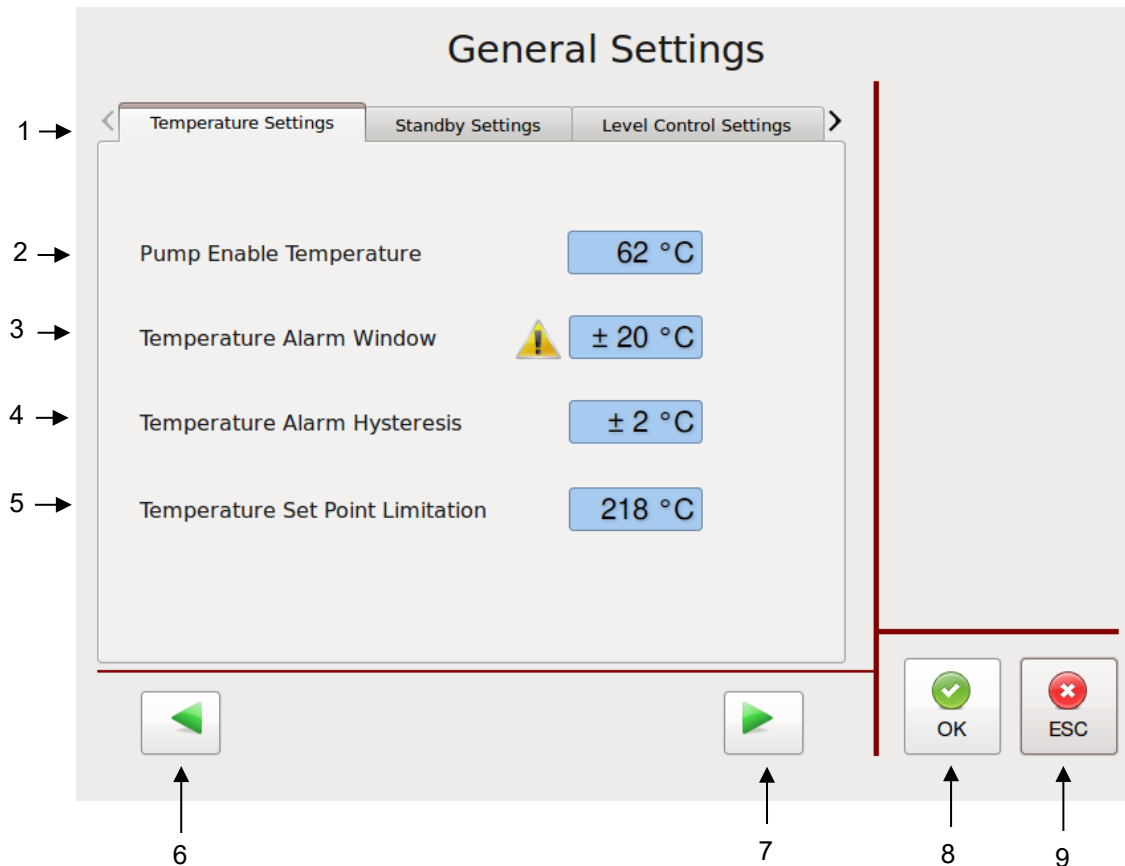 General Settings
1 Temperature Settings Standby Settings Level Control Settings
2 Pump Enable Temperature 62 °C
3 Temperature Alarm Window ± 20 °C
4 Temperature Alarm Hysteresis ± 2 °C
5 Temperature Set Point Limitation 218 °C
OK ESC
6 7 8 9